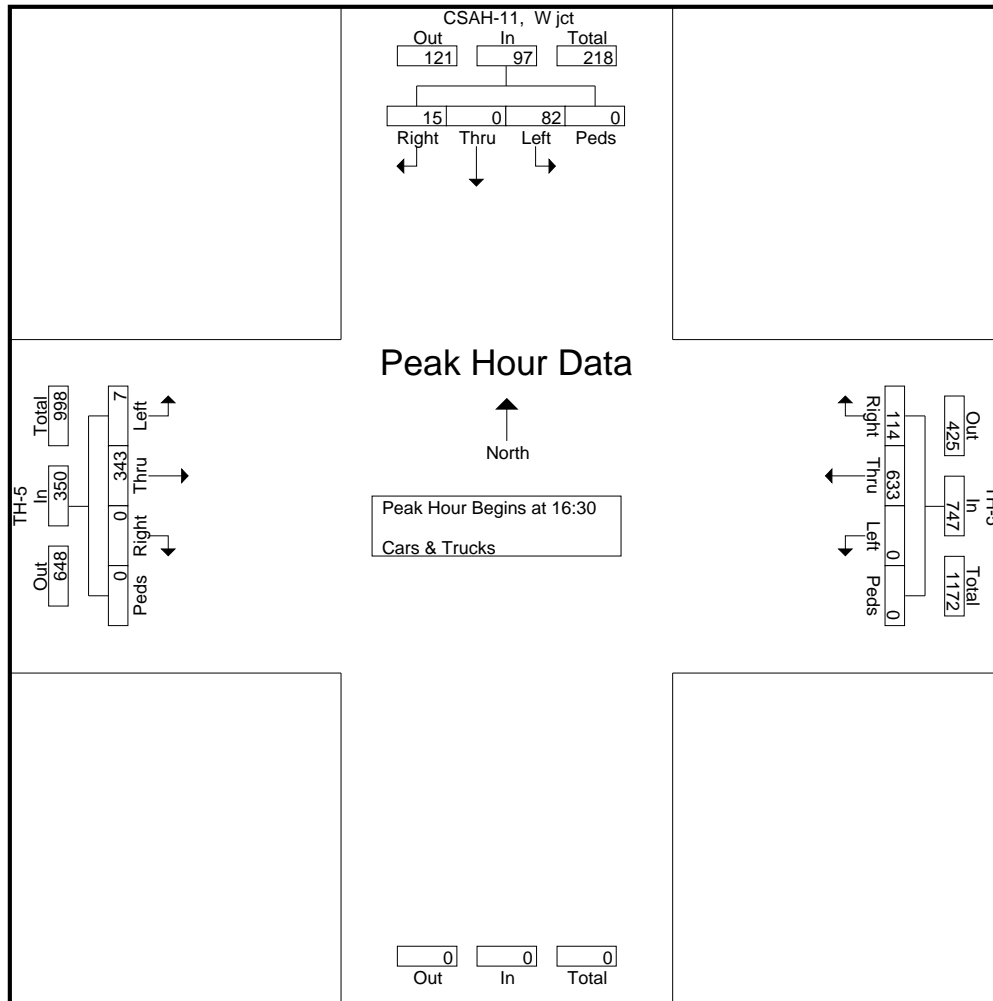 CSAH-11, W jct
Out In Total
121 97 218
15 0 82 0
Right Thru Left Peds
Peak Hour Data
North
Peak Hour Begins at 16:30
Cars & Trucks
TH-5
Total In Out
998 350 648
7 343 0 0
Left Thru Right Peds
Right Thru Left Peds
114 633 0 0
Out In Total
425 747 1172
TH-5
0 0 0
Out In Total